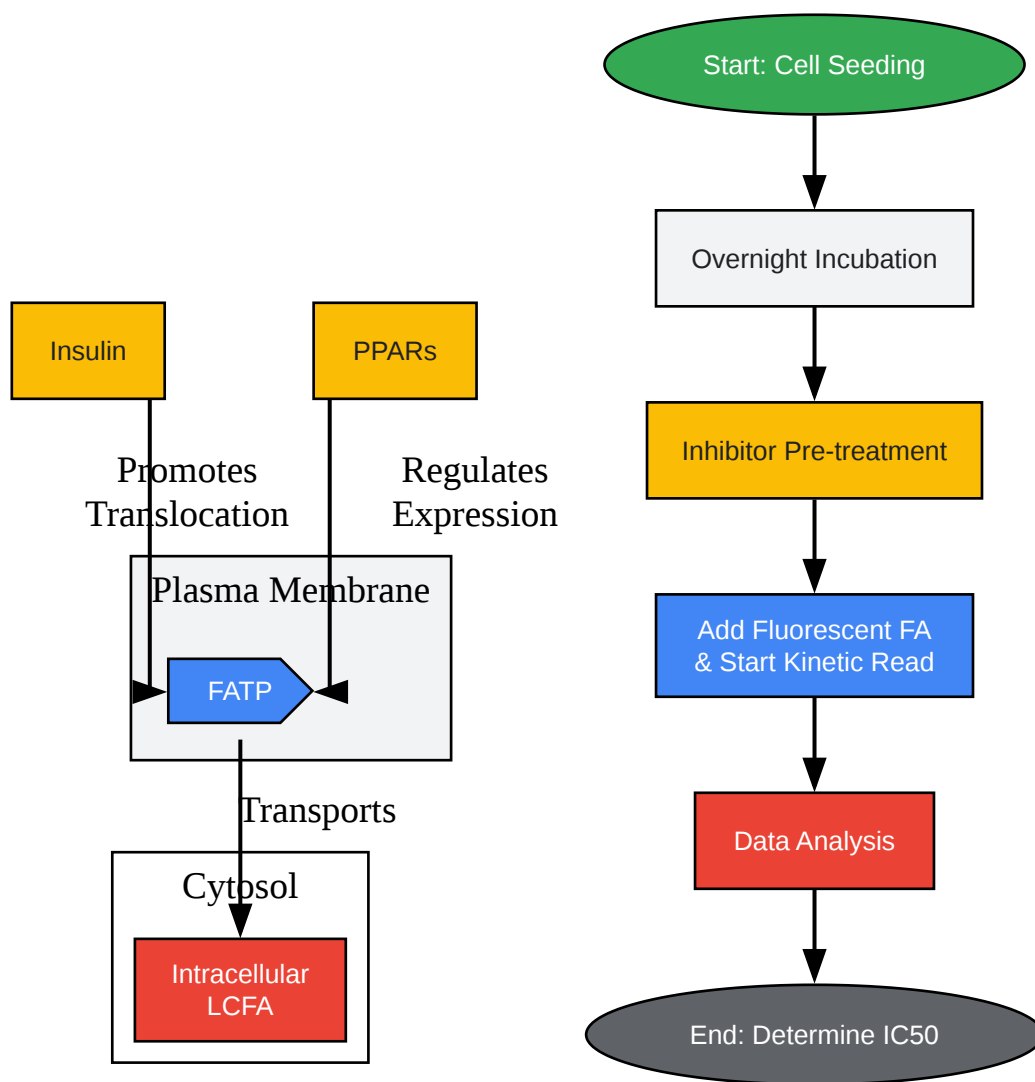 Insulin
PPARs
Promotes
Translocation
Regulates
Expression
Plasma Membrane
FATP
Transports
Cytosol
Intracellular
LCFA
Start: Cell Seeding
Overnight Incubation
Inhibitor Pre-treatment
Add Fluorescent FA
& Start Kinetic Read
Data Analysis
End: Determine IC50